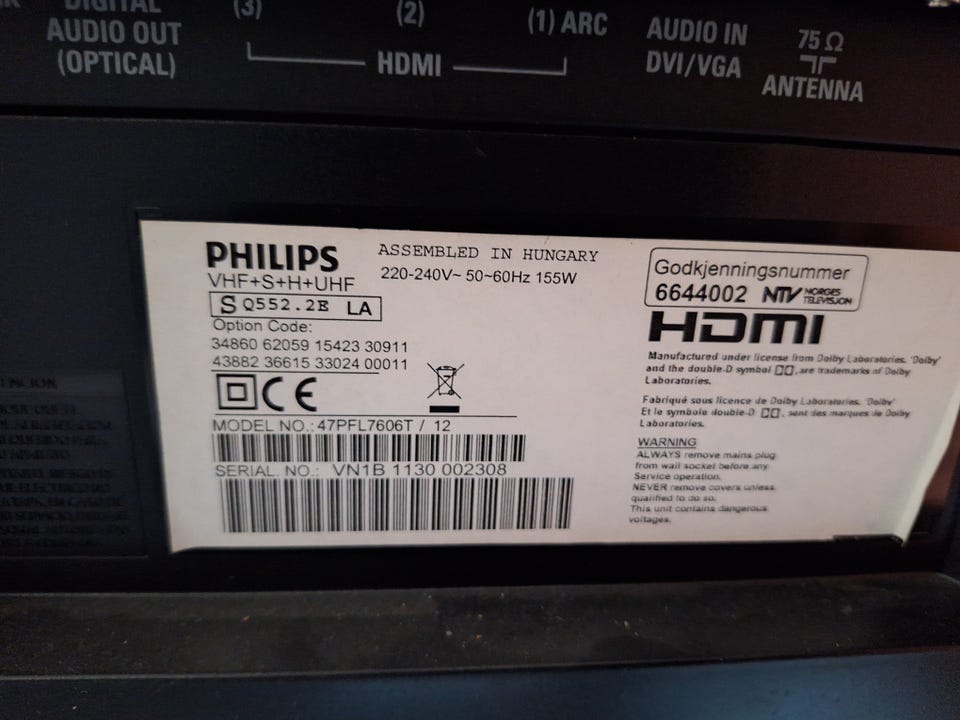 DIGITAL
AUDIO OUT
(OPTICAL)
(3) (2) (1) ARC
HDMI
AUDIO IN
DVI/VGA
75 Ω
ANTENNA
PHILIPS
VHF+S+H+UHF
S Q552.2E LA
Option Code:
34860 62059 15423 30911
43882 36615 33024 00011
CE
MODEL NO.: 47PFL7606T / 12
SERIAL. NO.: VN1B 1130 002308
ASSEMBLED IN HUNGARY
220-240V~ 50~60Hz 155W
Godkjenningsnummer
6644002 NTV NORGES
TELEVISJON
HDMI
Manufactured under license from Dolby Laboratories. 'Dolby'
and the double-D symbol are trademarks of Dolby
Laboratories.
Fabriqué sous licence de Dolby Laboratories. 'Dolby'
Et le symbole double-D , sont des marques de Dolby
Laboratories.
WARNING
ALWAYS remove mains plug
from wall socket before any
Service operation.
NEVER remove covers unless
qualified to do so.
This unit contains dangerous
voltages.